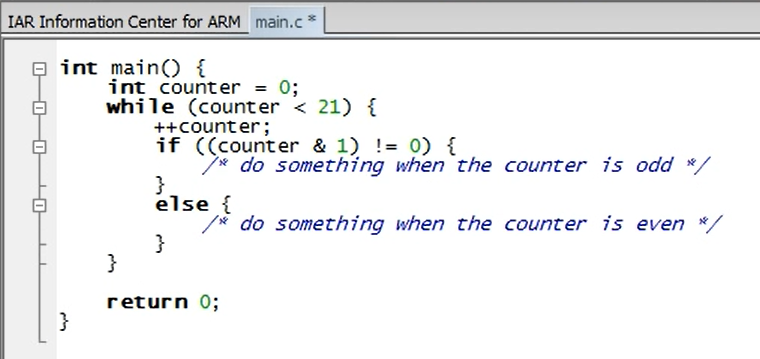 IAR Information Center for ARM main.c *
int main() {
int counter = 0;
while (counter < 21) {
++counter;
if ((counter & 1) != 0) {
/* do something when the counter is odd */
}
else {
/* do something when the counter is even */
}
}
return 0;
}